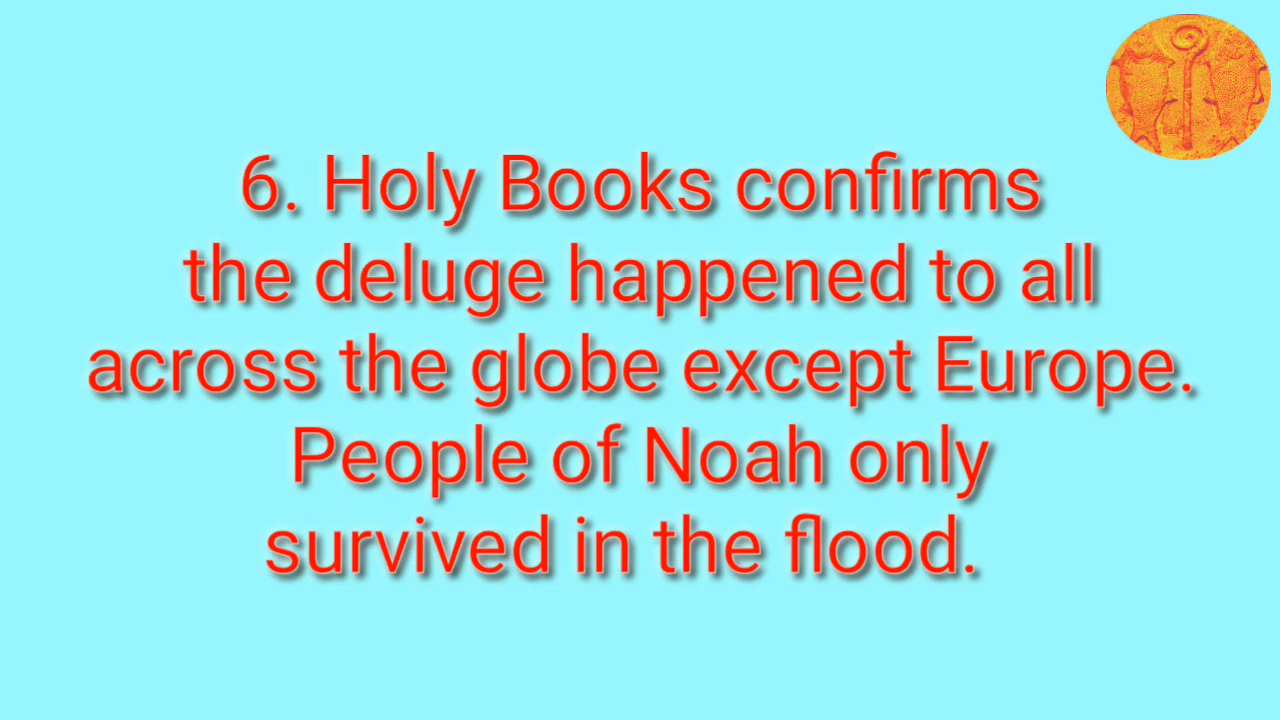 6. Holy Books confirms
the deluge happened to all
across the globe except Europe.
People of Noah only
survived in the flood.